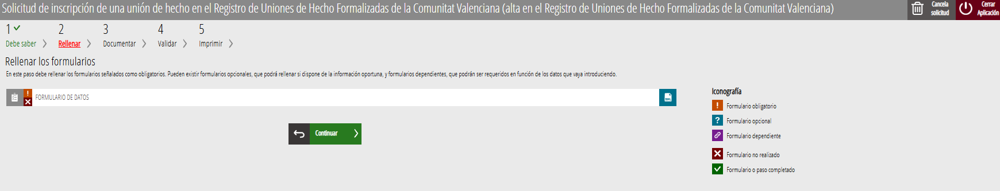 Solicitud de inscripción de una unión de hecho en el Registro de Uniones de Hecho Formalizadas de la Comunitat Valenciana (alta en el Registro de Uniones de Hecho Formalizadas de la Comunitat Valenciana)
Cancela solicitud
Cerrar Aplicación
1 2 3 4 5
Debe saber Rellenar Documentar Validar Imprimir
Rellenar los formularios
En este paso debe rellenar los formularios señalados como obligatorios. Pueden existir formularios opcionales, que podrá rellenar si dispone de la información oportuna, y formularios dependientes, que podrán ser requeridos en función de los datos que vaya introduciendo.
! FORMULARIO DE DATOS XML
Continuar
Iconografía
! Formulario obligatorio
? Formulario opcional
Formulario dependiente
Formulario no realizado
Formulario o paso completado